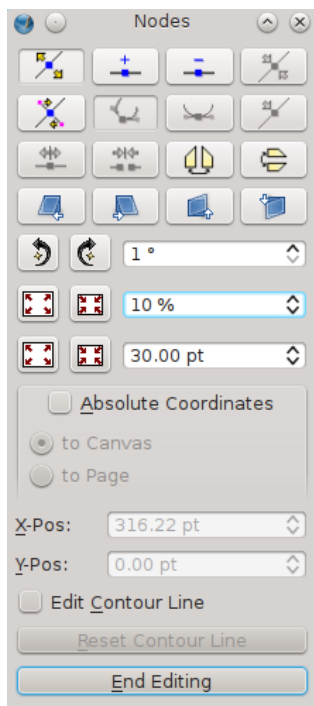 Nodes
1 °
10 %
30.00 pt
Absolute Coordinates
to Canvas
to Page
X-Pos: 316.22 pt
Y-Pos: 0.00 pt
Edit Contour Line
Reset Contour Line
End Editing